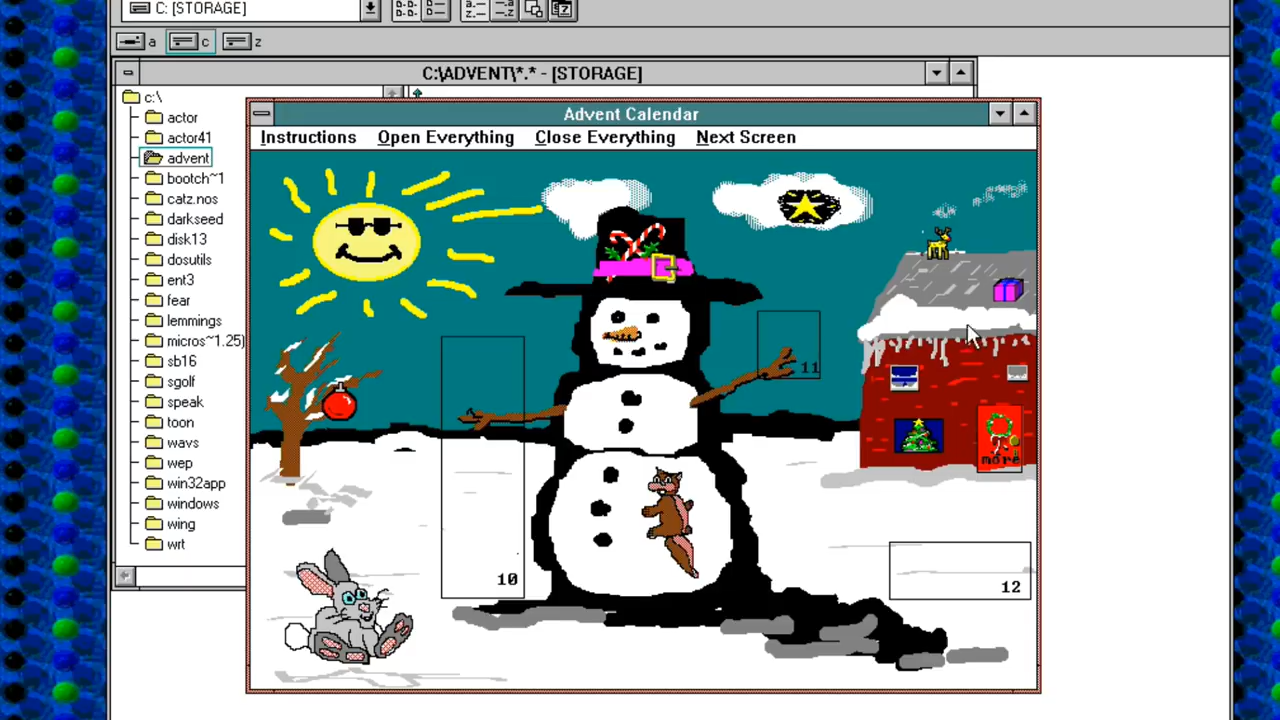 C: [STORAGE]
a c z
C:\ADVENT\*.* - [STORAGE]
c:\
actor
actor41
advent
bootch~1
catz.nos
darkseed
disk13
dosutils
ent3
fear
lemmings
micros~1.25)
sb16
sgolf
speak
toon
wavs
wep
win32app
windows
wing
wrt
Advent Calendar
Instructions Open Everything Close Everything Next Screen
11
more
10
12